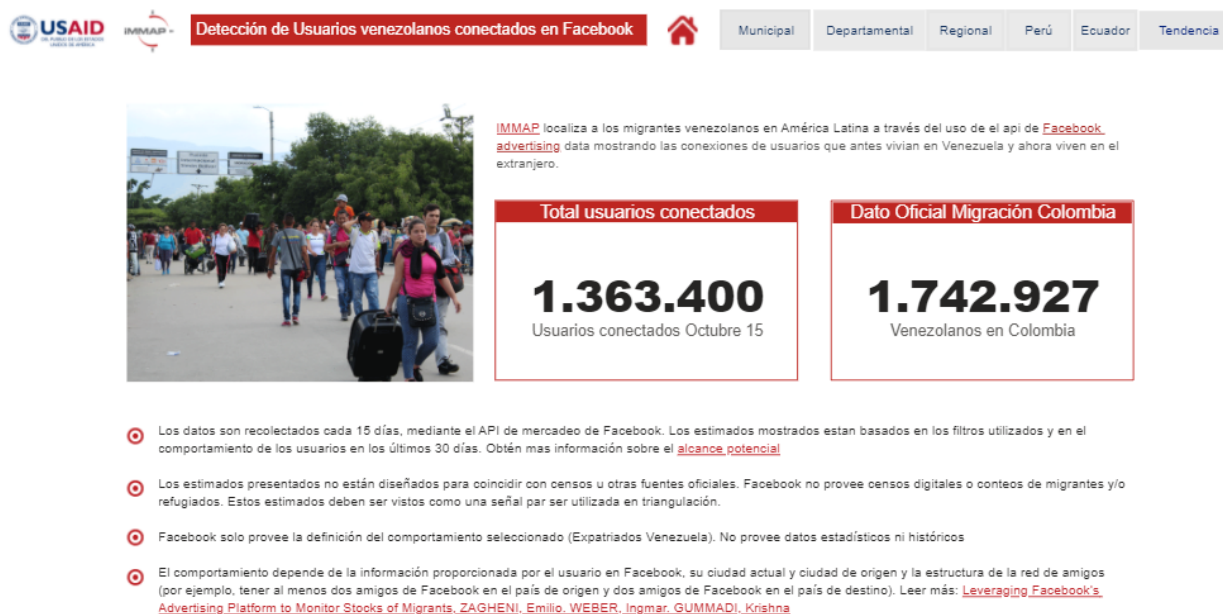 USAID
DEL PUEBLO DE LOS ESTADOS
UNIDOS DE AMÉRICA
IMMAP
Detección de Usuarios venezolanos conectados en Facebook
Municipal
Departamental
Regional
Perú
Ecuador
Tendencia
IMMAP localiza a los migrantes venezolanos en América Latina a través del uso de el api de Facebook
advertising data mostrando las conexiones de usuarios que antes vivian en Venezuela y ahora viven en el
extranjero.
Total usuarios conectados
1.363.400
Usuarios conectados Octubre 15
Dato Oficial Migración Colombia
1.742.927
Venezolanos en Colombia
Los datos son recolectados cada 15 días, mediante el API de mercadeo de Facebook. Los estimados mostrados estan basados en los filtros utilizados y en el
comportamiento de los usuarios en los últimos 30 días. Obtén mas información sobre el alcance potencial
Los estimados presentados no están diseñados para coincidir con censos u otras fuentes oficiales. Facebook no provee censos digitales o conteos de migrantes y/o
refugiados. Estos estimados deben ser vistos como una señal par ser utilizada en triangulación.
Facebook solo provee la definición del comportamiento seleccionado (Expatriados Venezuela). No provee datos estadísticos ni históricos
El comportamiento depende de la información proporcionada por el usuario en Facebook, su ciudad actual y ciudad de origen y la estructura de la red de amigos
(por ejemplo, tener al menos dos amigos de Facebook en el país de origen y dos amigos de Facebook en el país de destino). Leer más: Leveraging Facebook's
Advertising Platform to Monitor Stocks of Migrants, ZAGHENI, Emilio. WEBER, Ingmar. GUMMADI, Krishna